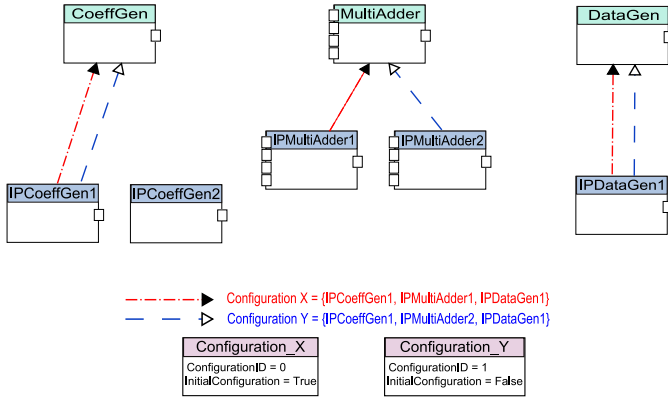 CoeffGen
MultiAdder
DataGen
IPMultiAdder1
IPMultiAdder2
IPCoeffGen1
IPCoeffGen2
IPDataGen1
Configuration X = {IPCoeffGen1, IPMultiAdder1, IPDataGen1}
Configuration Y = {IPCoeffGen1, IPMultiAdder2, IPDataGen1}
Configuration_X
ConfigurationID = 0
InitialConfiguration = True
Configuration_Y
ConfigurationID = 1
InitialConfiguration = False